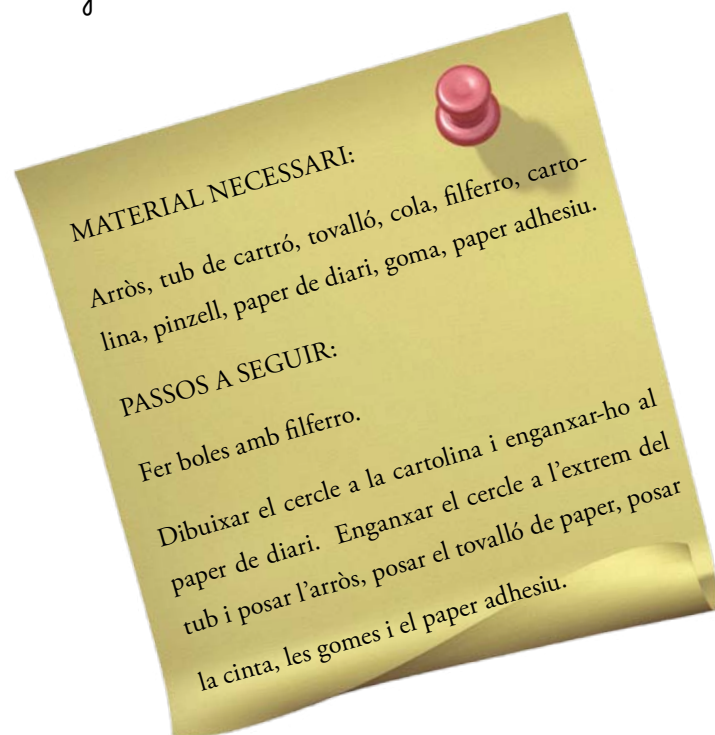 MATERIAL NECESSARI:
Arròs, tub de cartró, tovalló, cola, filferro, carto-
lina, pinzell, paper de diari, goma, paper adhesiu.
PASSOS A SEGUIR:
Fer boles amb filferro.
Dibuixar el cercle a la cartolina i enganxar-ho al
paper de diari. Enganxar el cercle a l'extrem del
tub i posar l'arròs, posar el tovalló de paper, posar
la cinta, les gomes i el paper adhesiu.